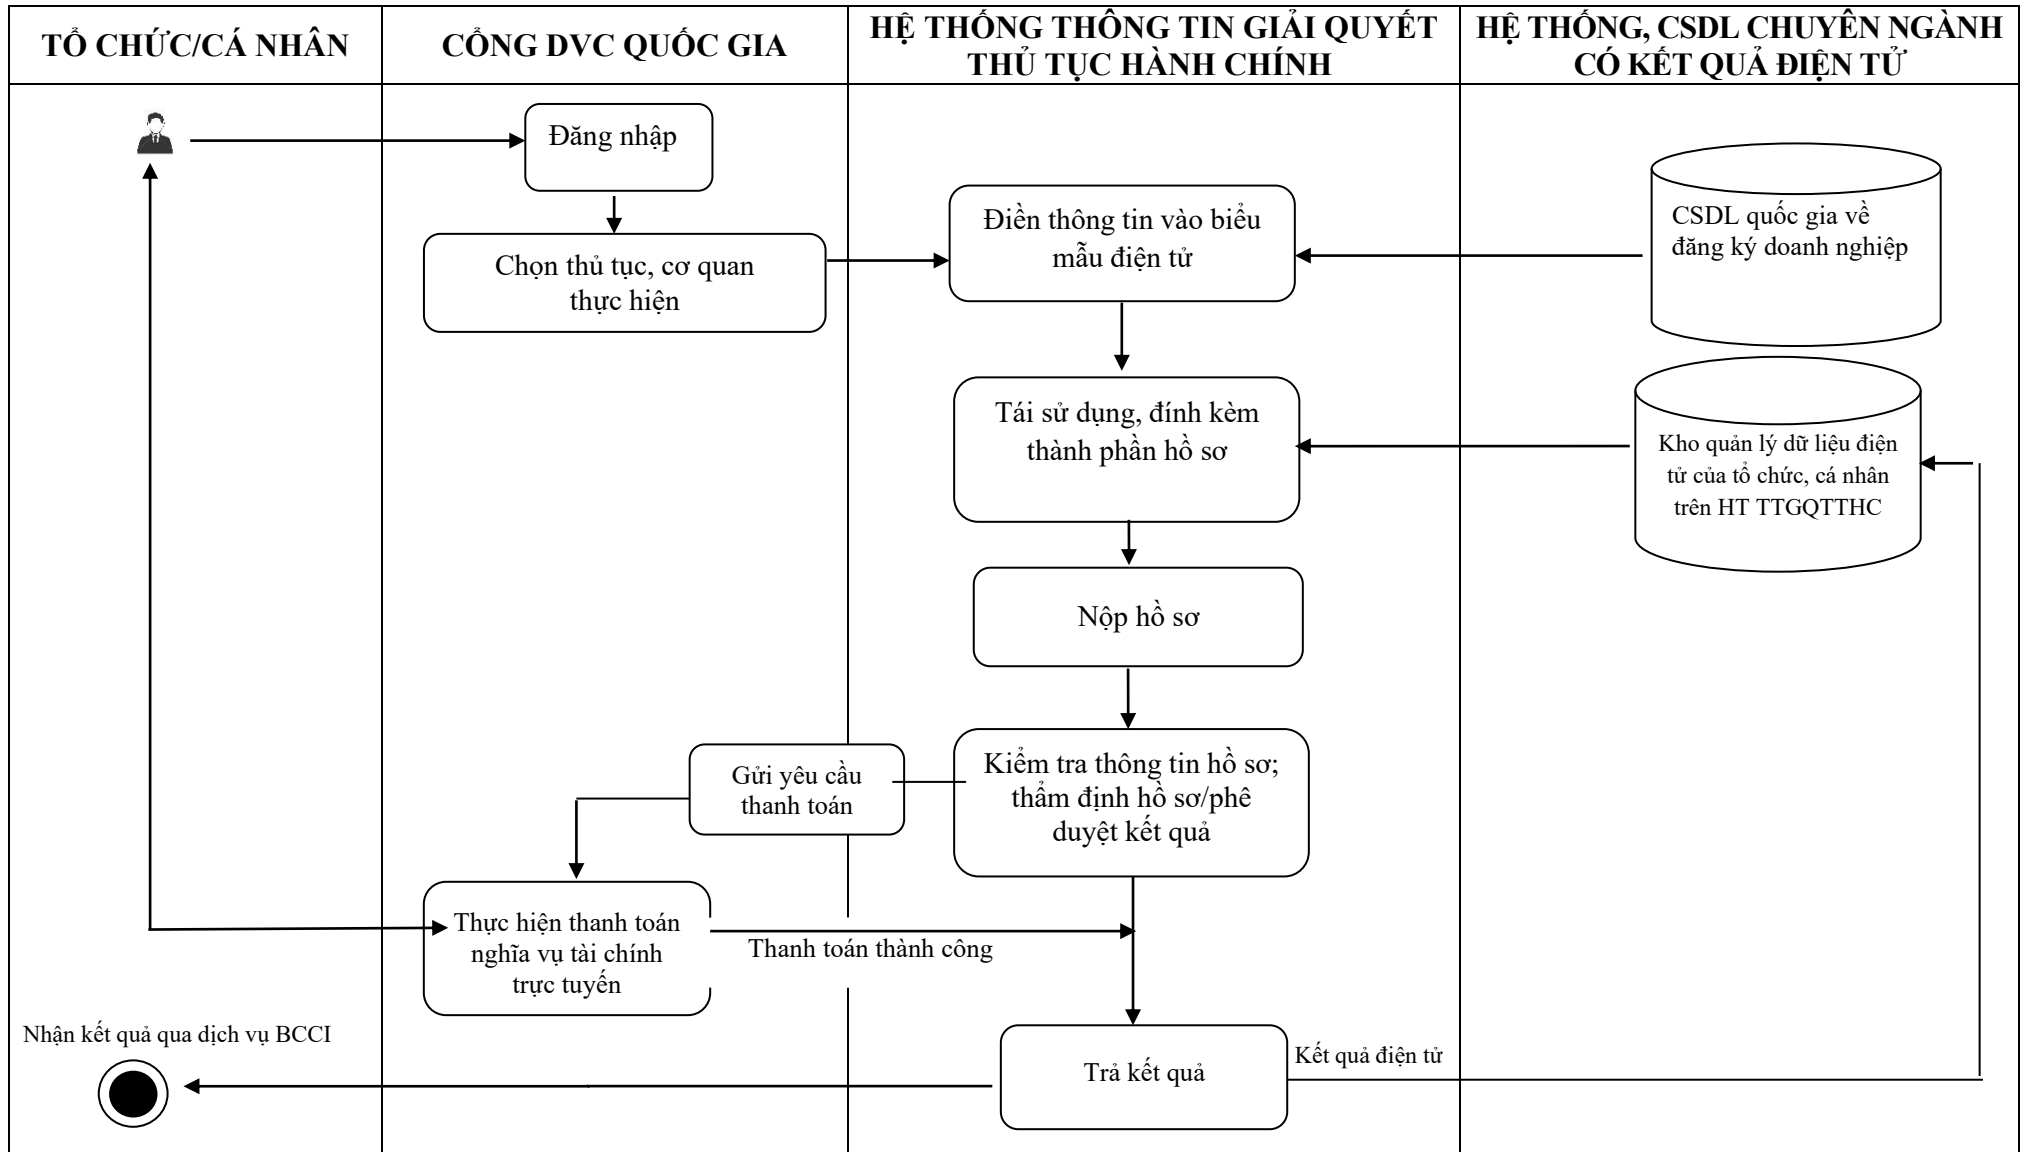 TỔ CHỨC/CÁ NHÂN
CỔNG DVC QUỐC GIA
HỆ THỐNG THÔNG TIN GIẢI QUYẾT
THỦ TỤC HÀNH CHÍNH
HỆ THỐNG, CSDL CHUYÊN NGÀNH
CÓ KẾT QUẢ ĐIỆN TỬ
Đăng nhập
Chọn thủ tục, cơ quan
thực hiện
Điền thông tin vào biểu
mẫu điện tử
CSDL quốc gia về
đăng ký doanh nghiệp
Tái sử dụng, đính kèm
thành phần hồ sơ
Kho quản lý dữ liệu điện
tử của tổ chức, cá nhân
trên HT TTGQTTHC
Nộp hồ sơ
Kiểm tra thông tin hồ sơ;
thẩm định hồ sơ/phê
duyệt kết quả
Gửi yêu cầu
thanh toán
Thực hiện thanh toán
nghĩa vụ tài chính
trực tuyến
Thanh toán thành công
Nhận kết quả qua dịch vụ BCCI
Trả kết quả
Kết quả điện tử